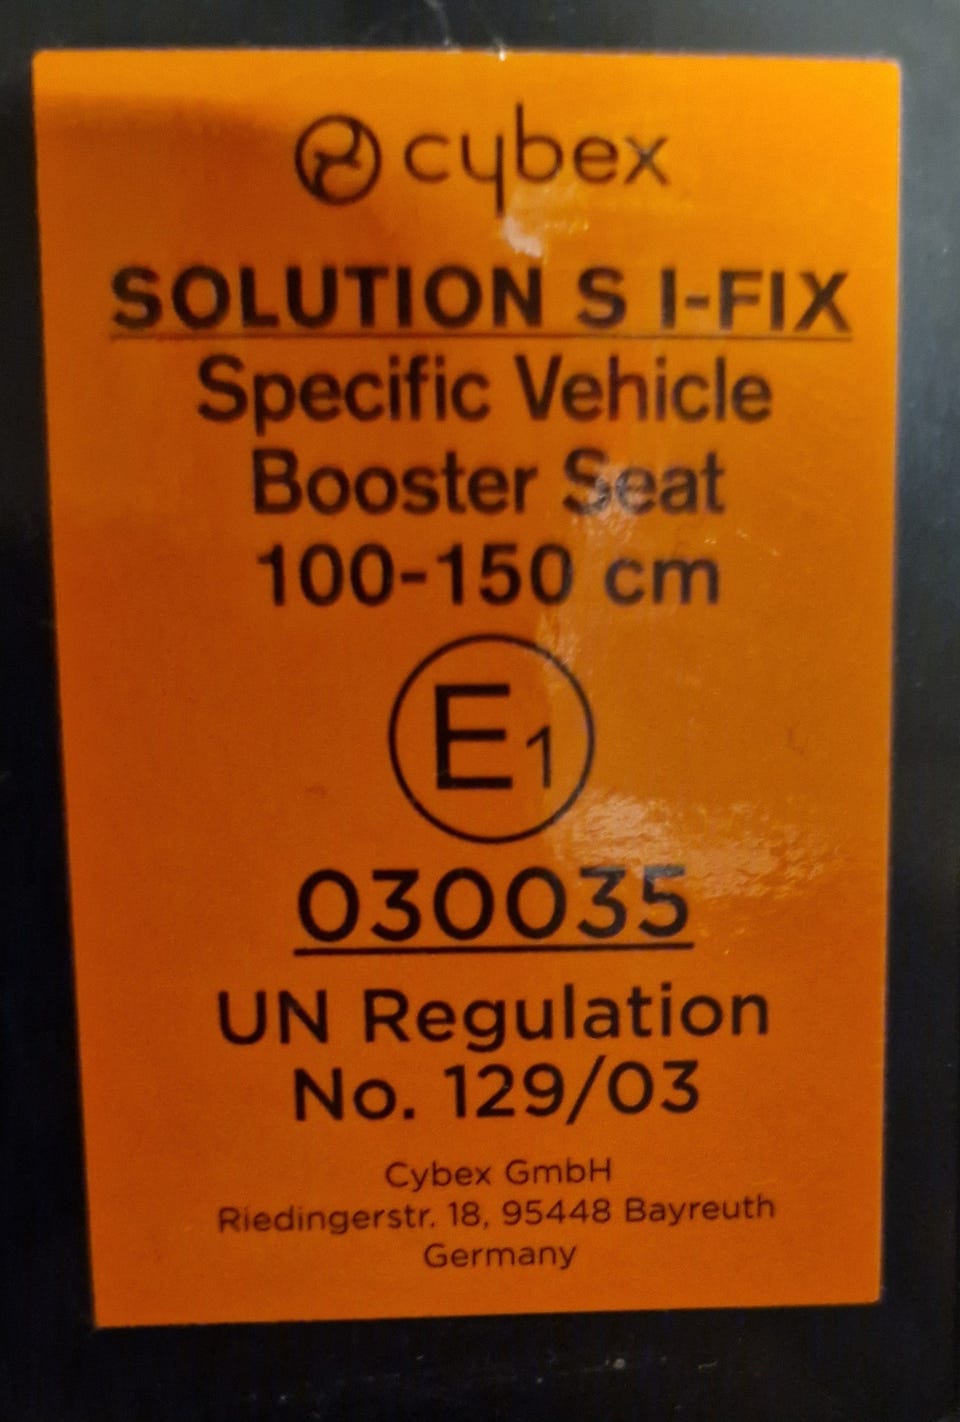 cybex
SOLUTION S I-FIX
Specific Vehicle
Booster Seat
100-150 cm
E1
030035
UN Regulation
No. 129/03
Cybex GmbH
Riedingerstr. 18, 95448 Bayreuth
Germany